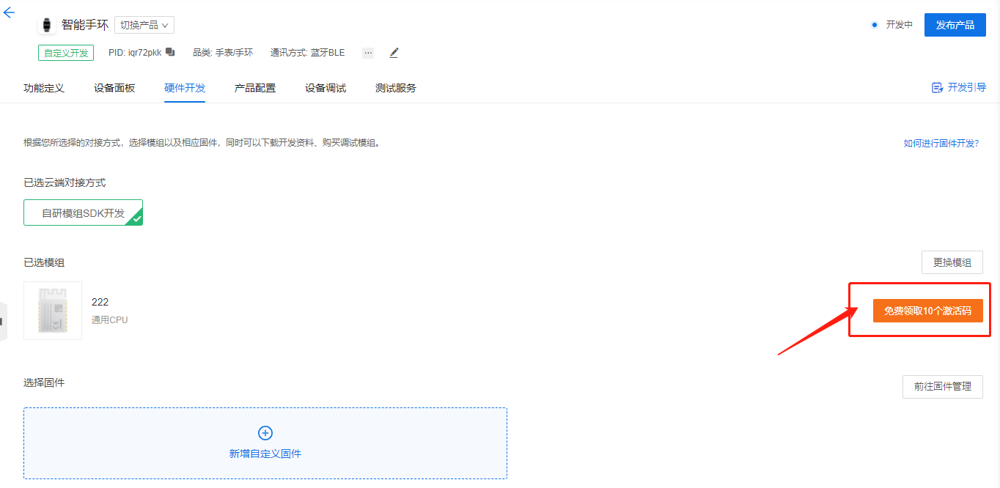 智能手环 切换产品 开发中 发布产品
自定义开发 PID: iqr72pkk 品类: 手表/手环 通讯方式: 蓝牙BLE ...
功能定义 设备面板 硬件开发 产品配置 设备调试 测试服务 开发引导
根据您所选择的对接方式，选择模组以及相应固件，同时可以下载开发资料、购买调试模组。 如何进行固件开发?
已选云端对接方式
自研模组SDK开发
已选模组 更换模组
222
通用CPU
免费领取10个激活码
选择固件 前往固件管理
新增自定义固件